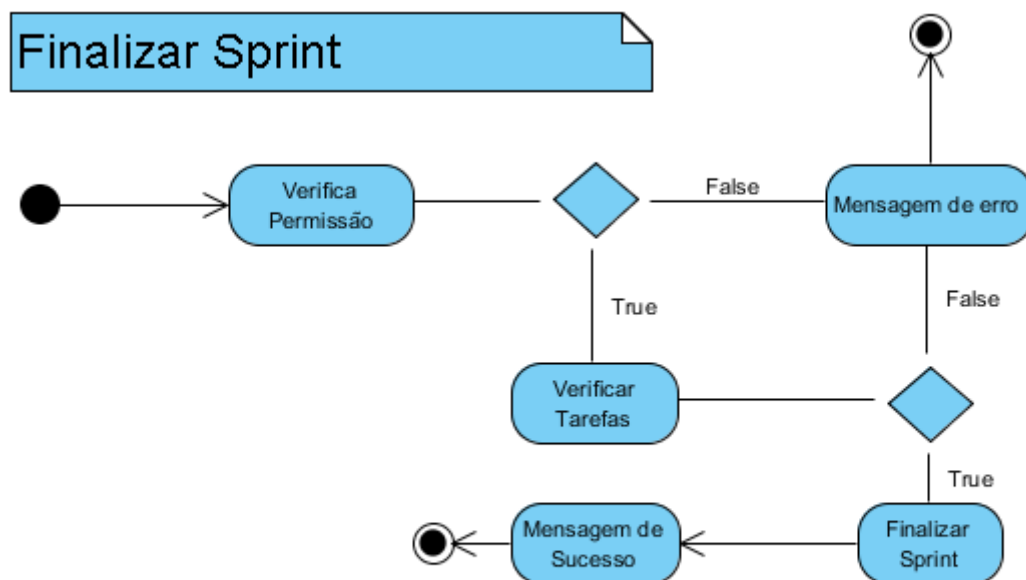 Finalizar Sprint
Verifica
Permissão
False
Mensagem de erro
True
False
Verificar
Tarefas
True
Mensagem de
Sucesso
Finalizar
Sprint